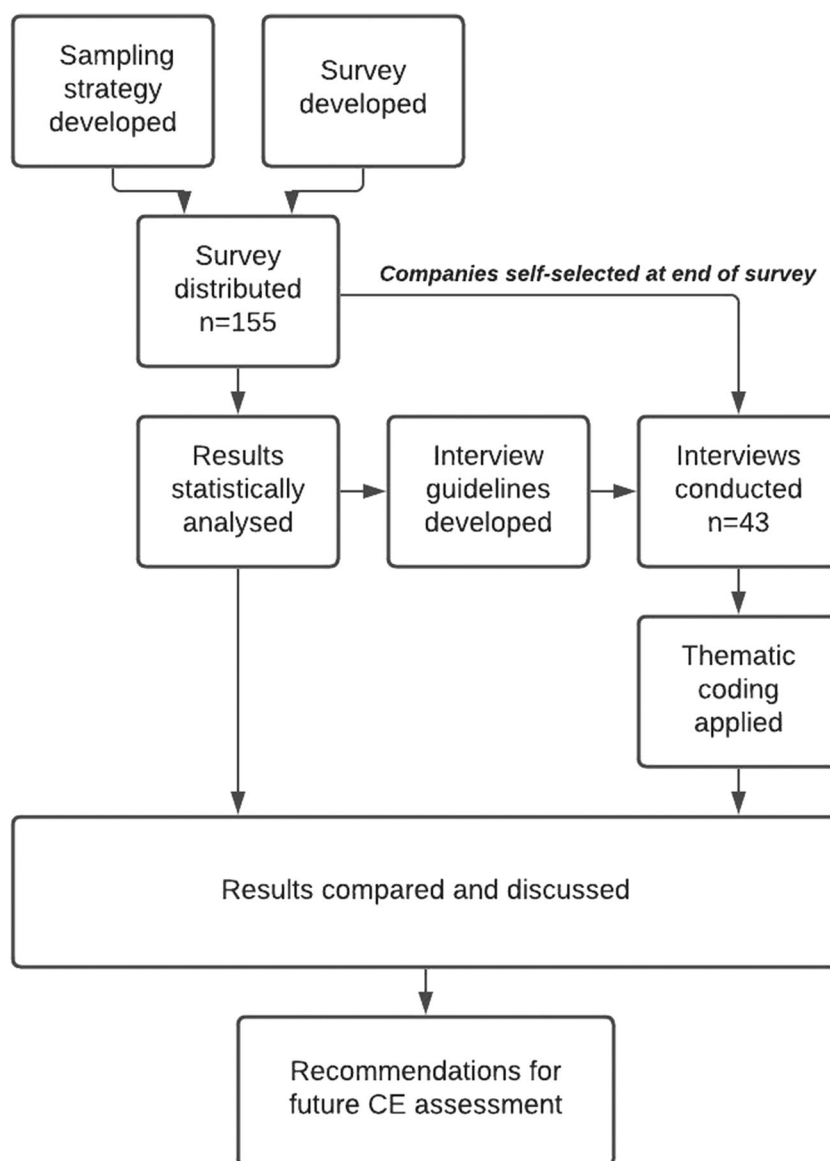 Sampling
strategy
developed
Survey
developed
Survey
distributed
n=155
Companies self-selected at end of survey
Results
statistically
analysed
Interview
guidelines
developed
Interviews
conducted
n=43
Thematic
coding
applied
Results compared and discussed
Recommendations for
future CE assessment